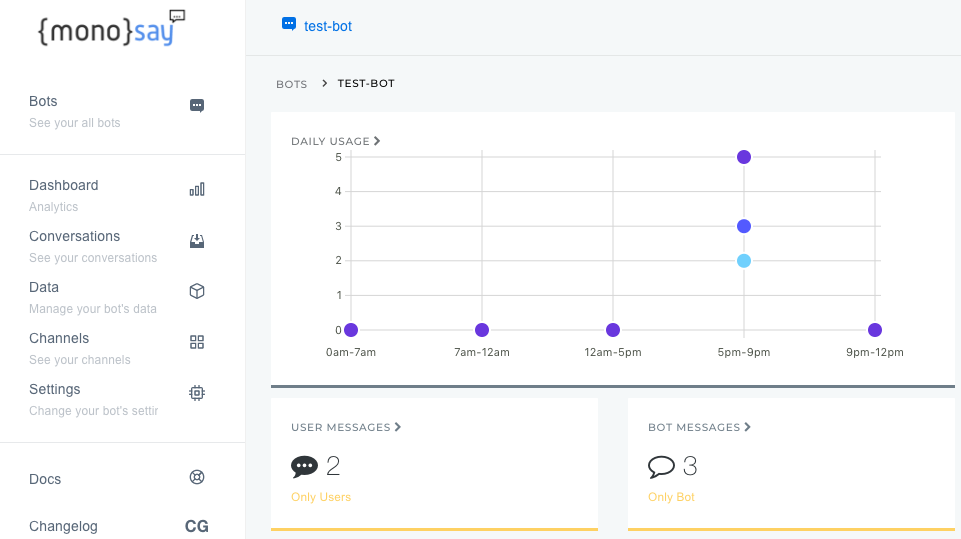 {mono}say
Bots
See your all bots
Dashboard
Analytics
Conversations
See your conversations
Data
Manage your bot's data
Channels
See your channels
Settings
Change your bot's settin
Docs
Changelog CG
test-bot
BOTS > TEST-BOT
DAILY USAGE
5
4
3
2
1
0
0am-7am 7am-12am 12am-5pm 5pm-9pm 9pm-12pm
USER MESSAGES
2
Only Users
BOT MESSAGES
3
Only Bot